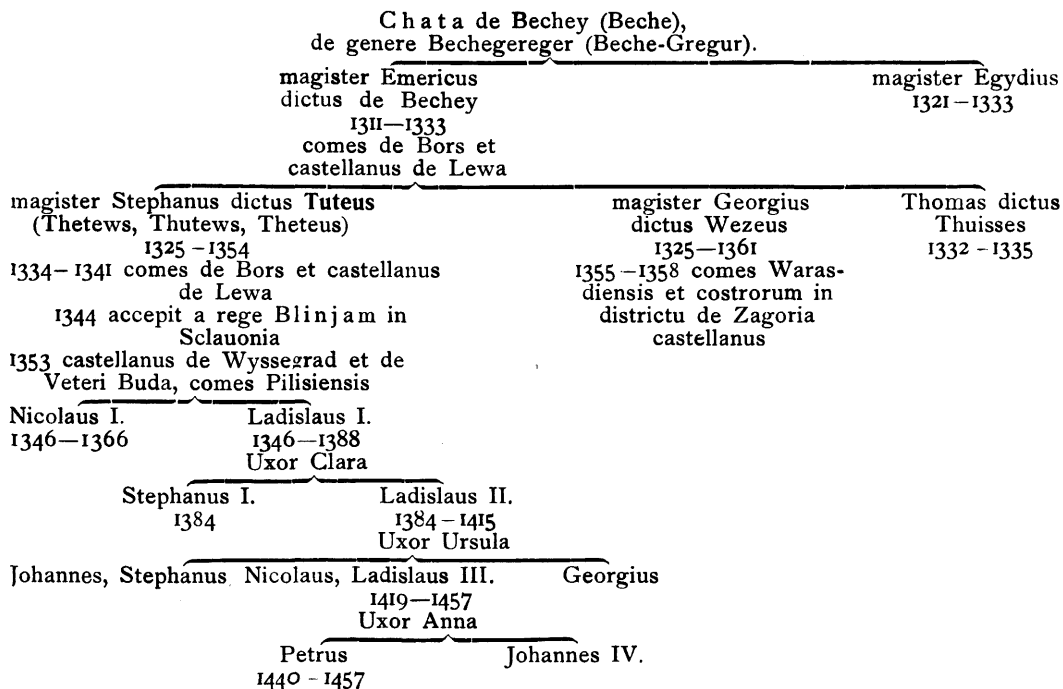 Chata de Bechey (Beche),
de genere Bechegereger (Beche-Gregur).
magister Emericus
dictus de Bechey
1311—1333
comes de Bors et
castellanus de Lewa
magister Egydius
1321—1333
magister Stephanus dictus Tuteus
(Thetews, Thutews, Theteus)
1325—1354
1334—1341 comes de Bors et castellanus
de Lewa
1344 accepit a rege Blinjam in
Sclauonia
1353 castellanus de Wyssegrad et de
Veteri Buda, comes Pilisiensis
magister Georgius
dictus Wezeus
1325—1361
1355—1358 comes Waras-
diensis et costrorum in
districtu de Zagoria
castellanus
Thomas dictus
Thuisses
1332—1335
Nicolaus I.
1346—1366
Ladislaus I.
1346—1388
Uxor Clara
Stephanus I.
1384
Ladislaus II.
1384—1415
Uxor Ursula
Johannes, Stephanus Nicolaus, Ladislaus III.
1419—1457
Uxor Anna
Georgius
Petrus
1440—1457
Johannes IV.